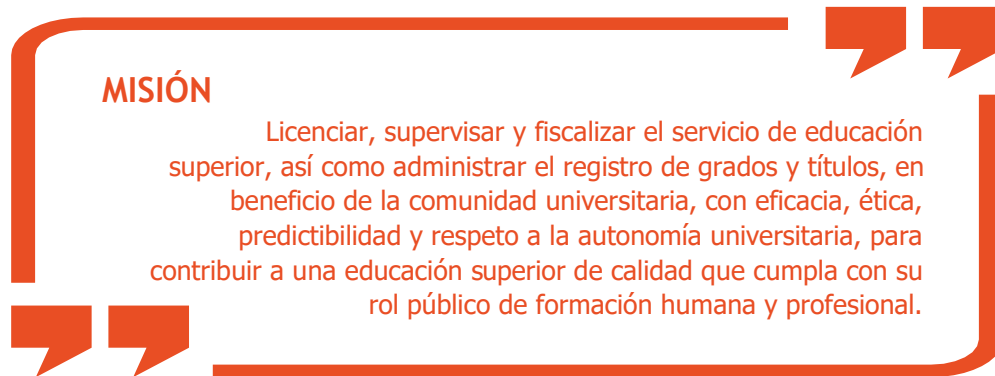 MISIÓN
Licenciar, supervisar y fiscalizar el servicio de educación
superior, así como administrar el registro de grados y títulos, en
beneficio de la comunidad universitaria, con eficacia, ética,
predictibilidad y respeto a la autonomía universitaria, para
contribuir a una educación superior de calidad que cumpla con su
rol público de formación humana y profesional.